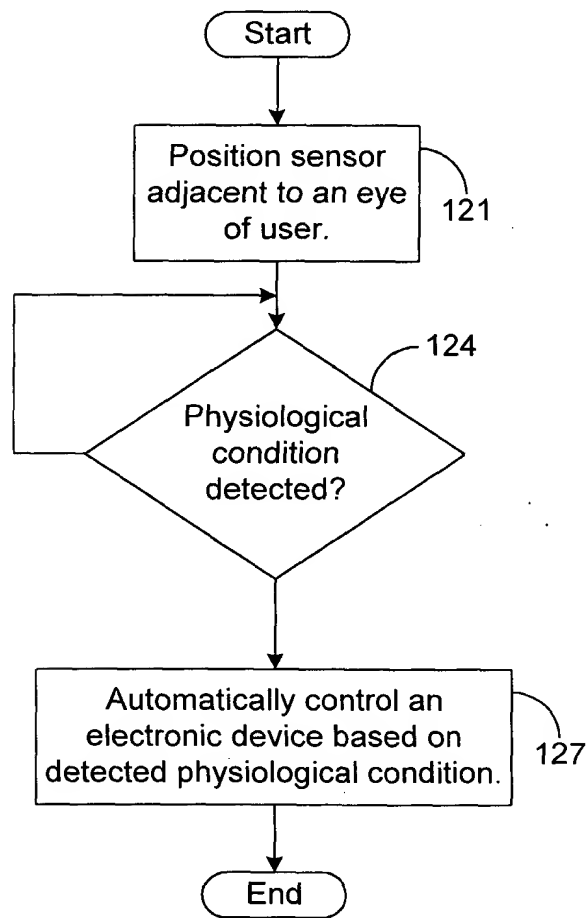 Start
Position sensor
adjacent to an eye
of user.
121
124
Physiological
condition
detected?
Automatically control an
electronic device based on
detected physiological condition.
127
End